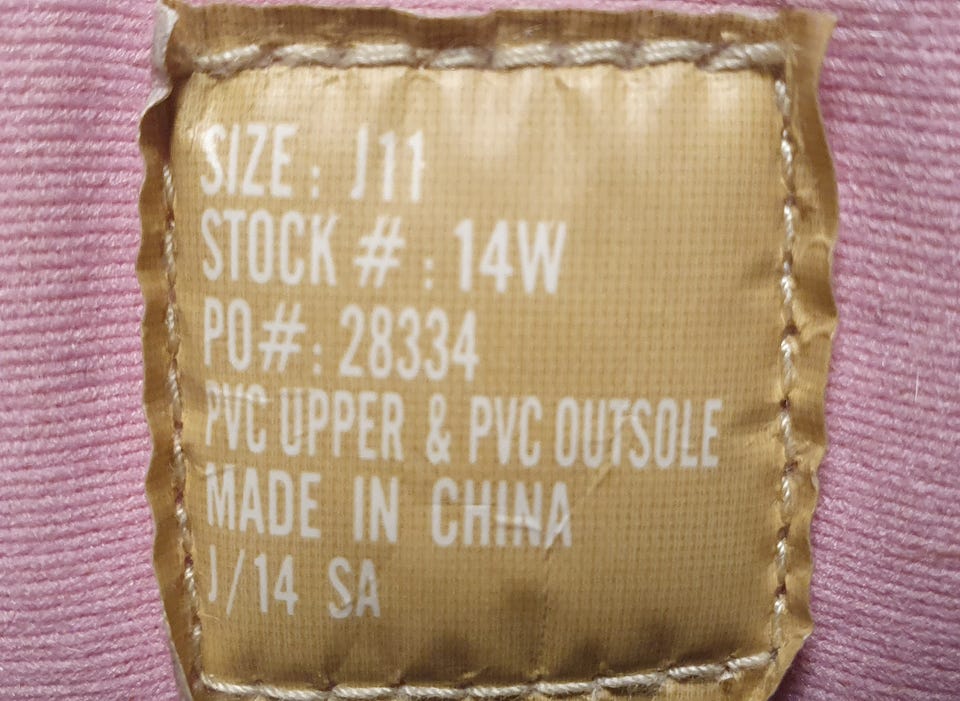 SIZE : J11
STOCK # : 14W
PO#: 28334
PVC UPPER & PVC OUTSOLE
MADE IN CHINA
J/14 SA